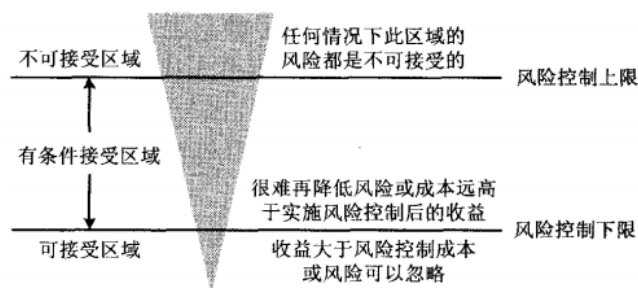 任何情况下此区域的
不可接受区域
风险都是不可接受的
风险控制上限
有条件接受区域
很难再降低风险或成本远高
于实施风险控制后的收益
风险控制下限
可接受区域
收益大于风险控制成本
或风险可以忽略